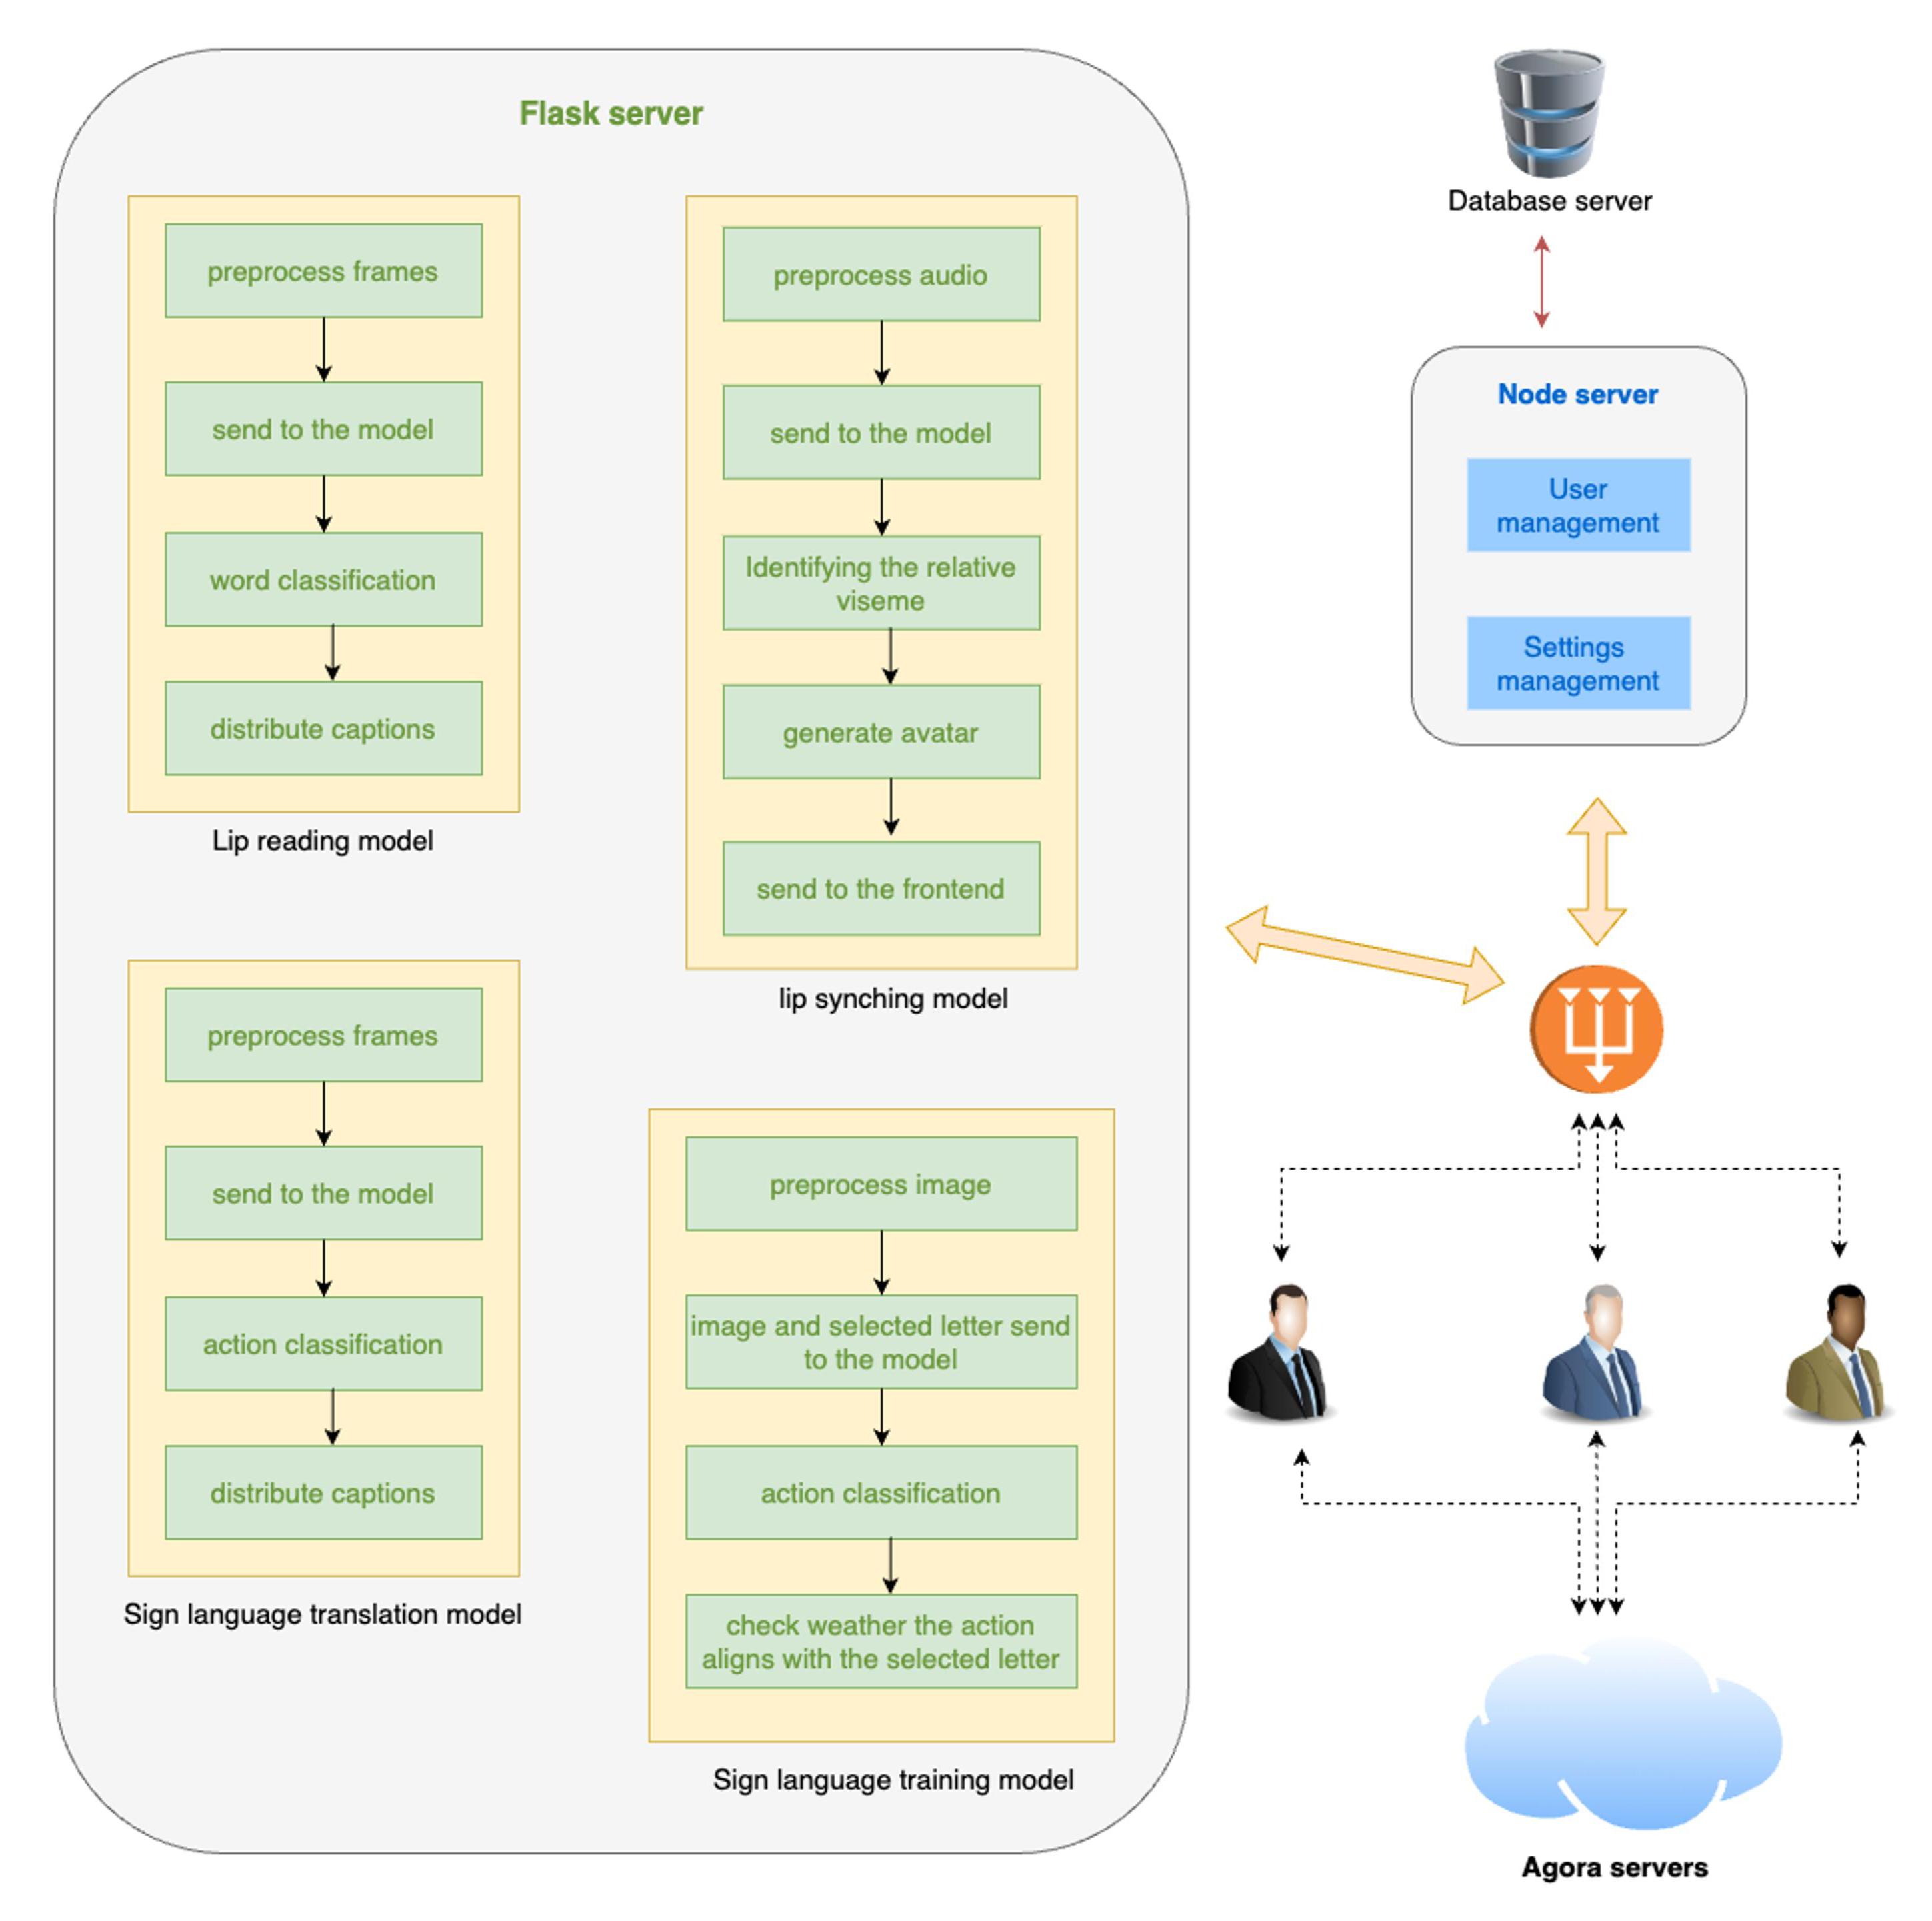 Flask server
preprocess frames
send to the model
word classification
distribute captions
Lip reading model
preprocess audio
send to the model
Identifying the relative
viseme
generate avatar
send to the frontend
lip synching model
preprocess frames
send to the model
action classification
distribute captions
Sign language translation model
preprocess image
image and selected letter send
to the model
action classification
check weather the action
aligns with the selected letter
Sign language training model
Database server
Node server
User
management
Settings
management
Agora servers